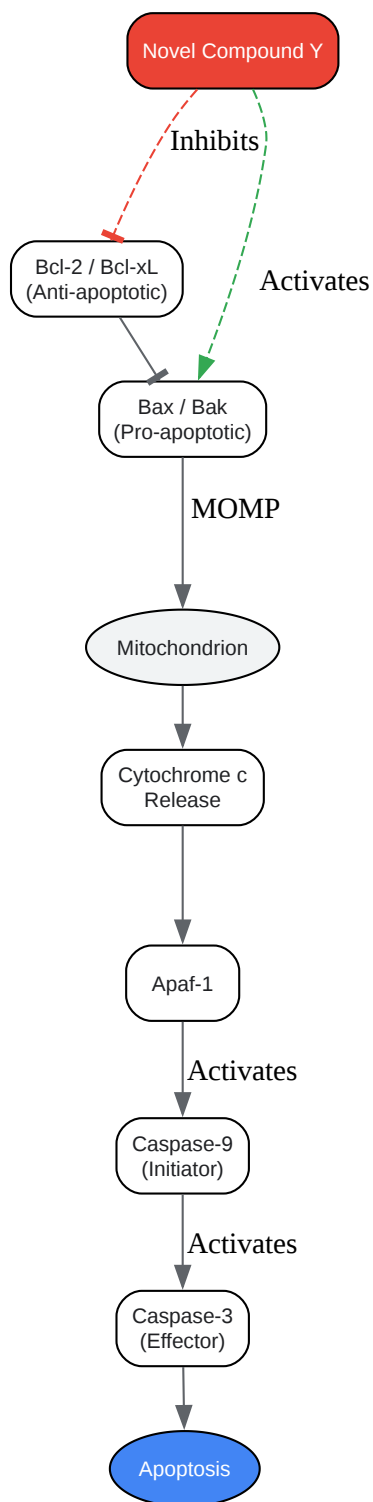 Novel Compound Y
Inhibits
Bcl-2 / Bcl-xL
(Anti-apoptotic)
Activates
Bax / Bak
(Pro-apoptotic)
MOMP
Mitochondrion
Cytochrome c
Release
Apaf-1
Activates
Caspase-9
(Initiator)
Activates
Caspase-3
(Effector)
Apoptosis